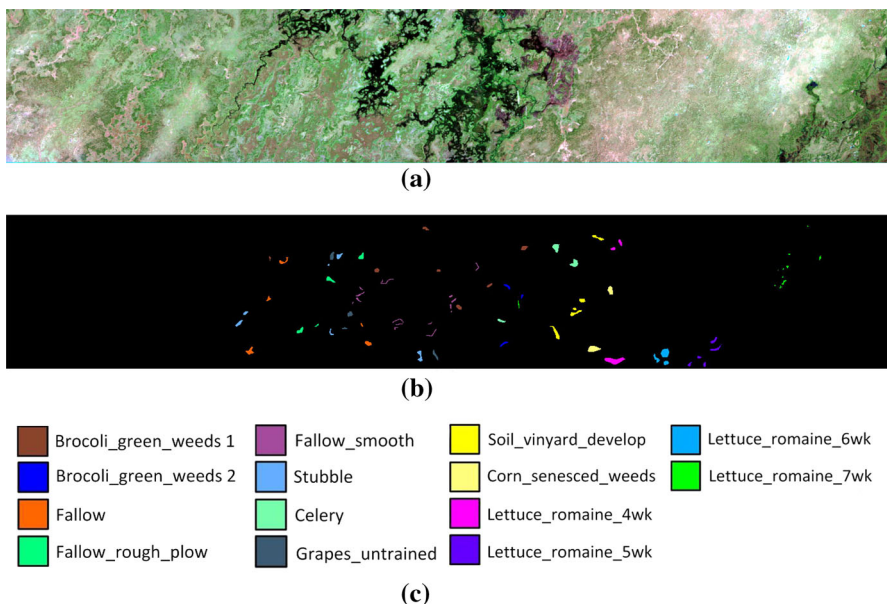 (a)
(b)
Brocoli_green_weeds 1
Brocoli_green_weeds 2
Fallow
Fallow_rough_plow
Fallow_smooth
Stubble
Celery
Grapes_untrained
Soil_vinyard_develop
Corn_senesced_weeds
Lettuce_romaine_4wk
Lettuce_romaine_5wk
Lettuce_romaine_6wk
Lettuce_romaine_7wk
(c)